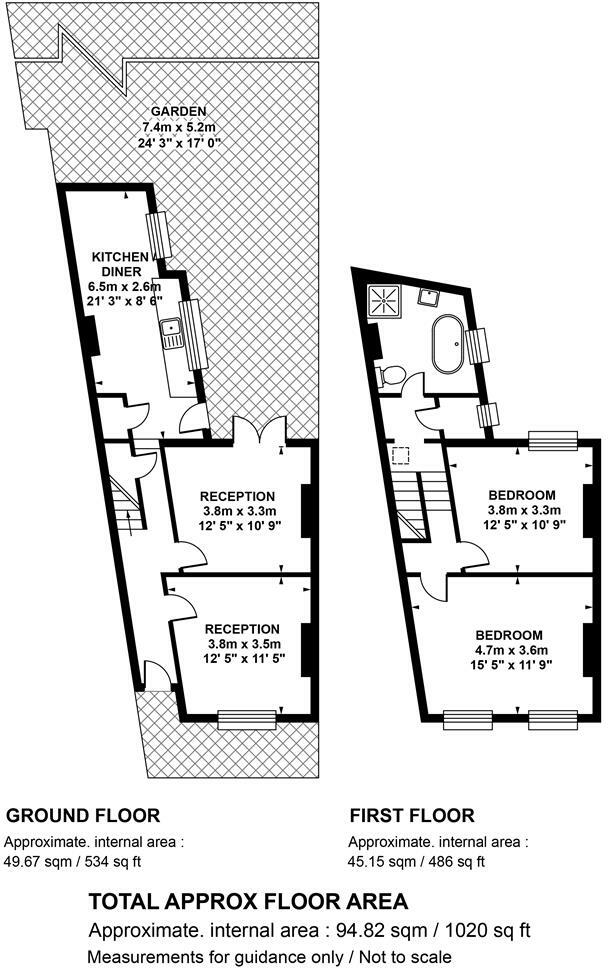 GARDEN
7.4m x 5.2m
24' 3" x 17' 0"
KITCHEN
DINER
6.5m x 2.6m
21' 3" x 8' 6"
RECEPTION
3.8m x 3.3m
12' 5" x 10' 9"
RECEPTION
3.8m x 3.5m
12' 5" x 11' 5"
BEDROOM
3.8m x 3.3m
12' 5" x 10' 9"
BEDROOM
4.7m x 3.6m
15' 5" x 11' 9"
GROUND FLOOR
Approximate. internal area :
49.67 sqm / 534 sq ft
FIRST FLOOR
Approximate. internal area :
45.15 sqm / 486 sq ft
TOTAL APPROX FLOOR AREA
Approximate. internal area : 94.82 sqm / 1020 sq ft
Measurements for guidance only / Not to scale